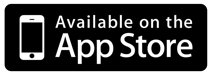 Available on the
App Store